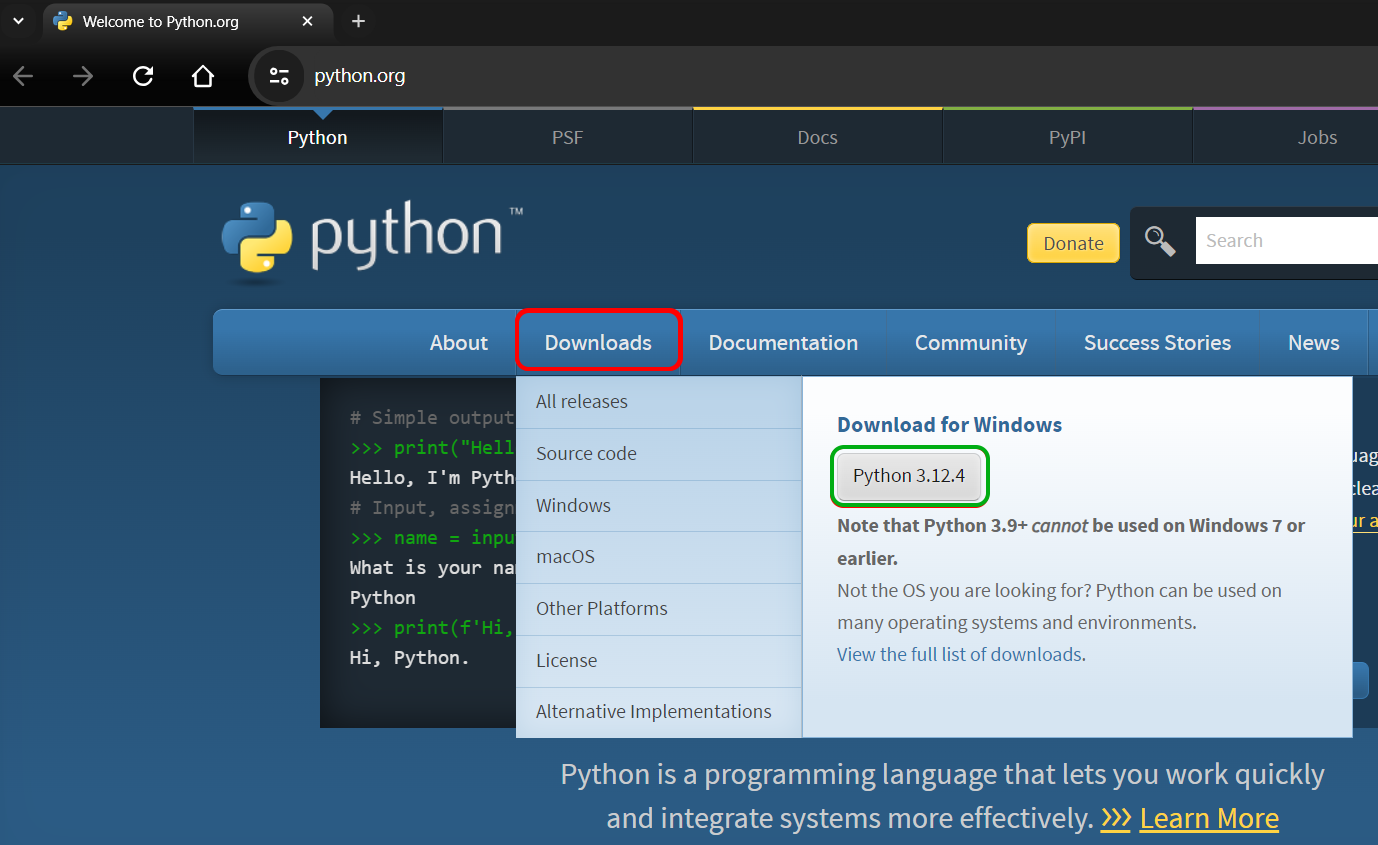 Welcome to Python.org
python.org
Python PSF Docs PyPI Jobs
python™
Donate
Search
About Downloads Documentation Community Success Stories News
# Simple output
>>> print("Hell
Hello, I'm Pyth
# Input, assign
>>> name = inpu
What is your na
Python
>>> print(f'Hi,
Hi, Python.
All releases
Source code
Windows
macOS
Other Platforms
License
Alternative Implementations
Download for Windows
Python 3.12.4
Note that Python 3.9+ cannot be used on Windows 7 or
earlier.
Not the OS you are looking for? Python can be used on
many operating systems and environments.
View the full list of downloads.
Python is a programming language that lets you work quickly
and integrate systems more effectively. >>> Learn More